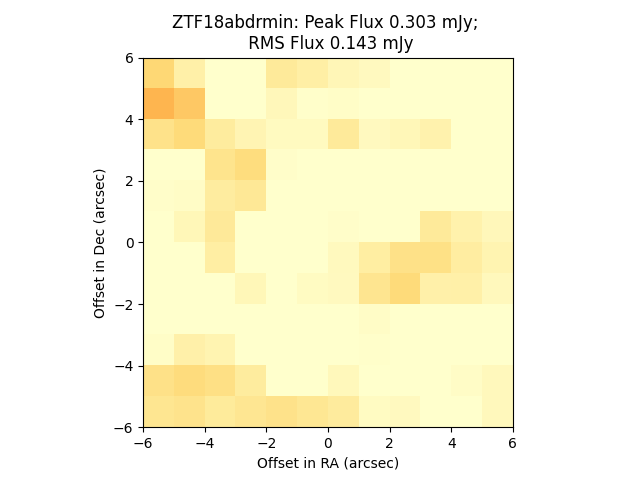 ZTF18abdrmin: Peak Flux 0.303 mJy;
RMS Flux 0.143 mJy
6
4
2
0
−2
−4
−6
Offset in Dec (arcsec)
−6 −4 −2 0 2 4 6
Offset in RA (arcsec)